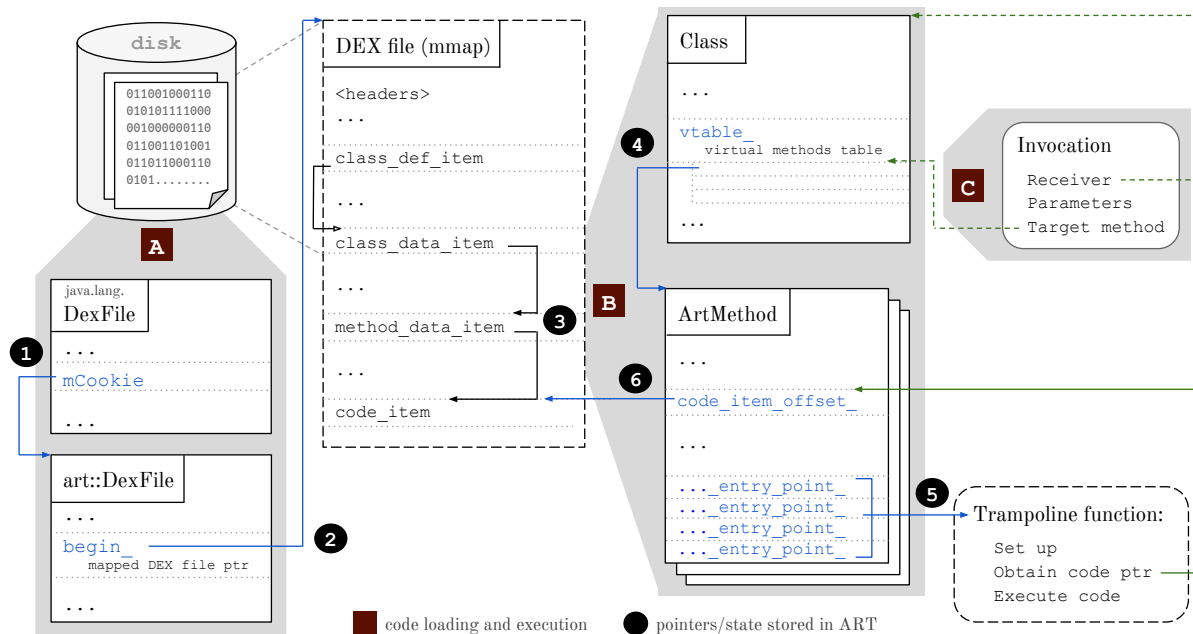 disk
011001000110
010101111000
001000000110
011001101001
011011000110
0101........
A
java.lang.
DexFile
...
1
mCookie
...
art::DexFile
...
begin_
mapped DEX file ptr
...
2
DEX file (mmap)
<headers>
...
class_def_item
...
class_data_item
...
3
method_data_item
...
code_item
B
Class
...
4
vtable_
virtual methods table
...
ArtMethod
...
6
code_item_offset_
...
..._entry_point_
..._entry_point_
..._entry_point_
..._entry_point_
5
C
Invocation
Receiver
Parameters
Target method
Trampoline function:
Set up
Obtain code ptr
Execute code
code loading and execution
pointers/state stored in ART